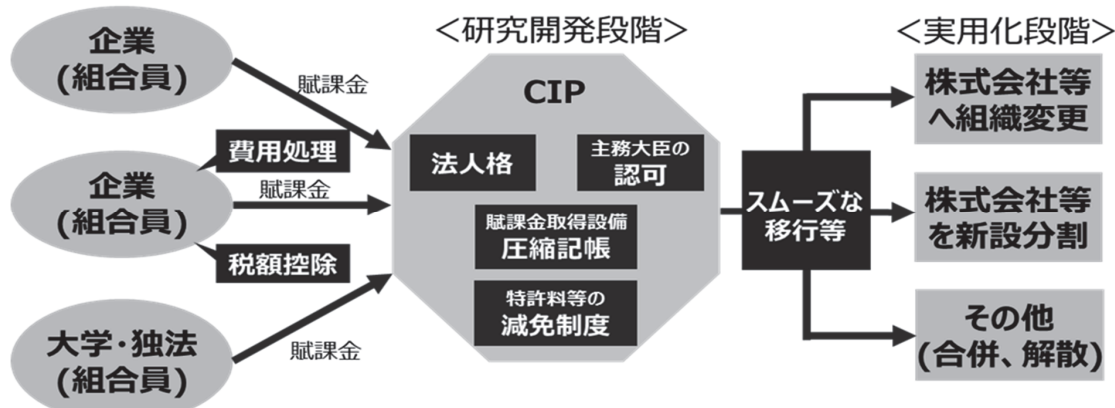 <研究開発段階>
<実用化段階>
企業
(組合員)
賦課金
企業
(組合員)
費用処理
賦課金
税額控除
大学・独法
(組合員)
賦課金
CIP
法人格
主務大臣の
認可
賦課金取得設備
圧縮記帳
特許料等の
減免制度
スムーズな
移行等
株式会社等
へ組織変更
株式会社等
を新設分割
その他
(合併、解散)